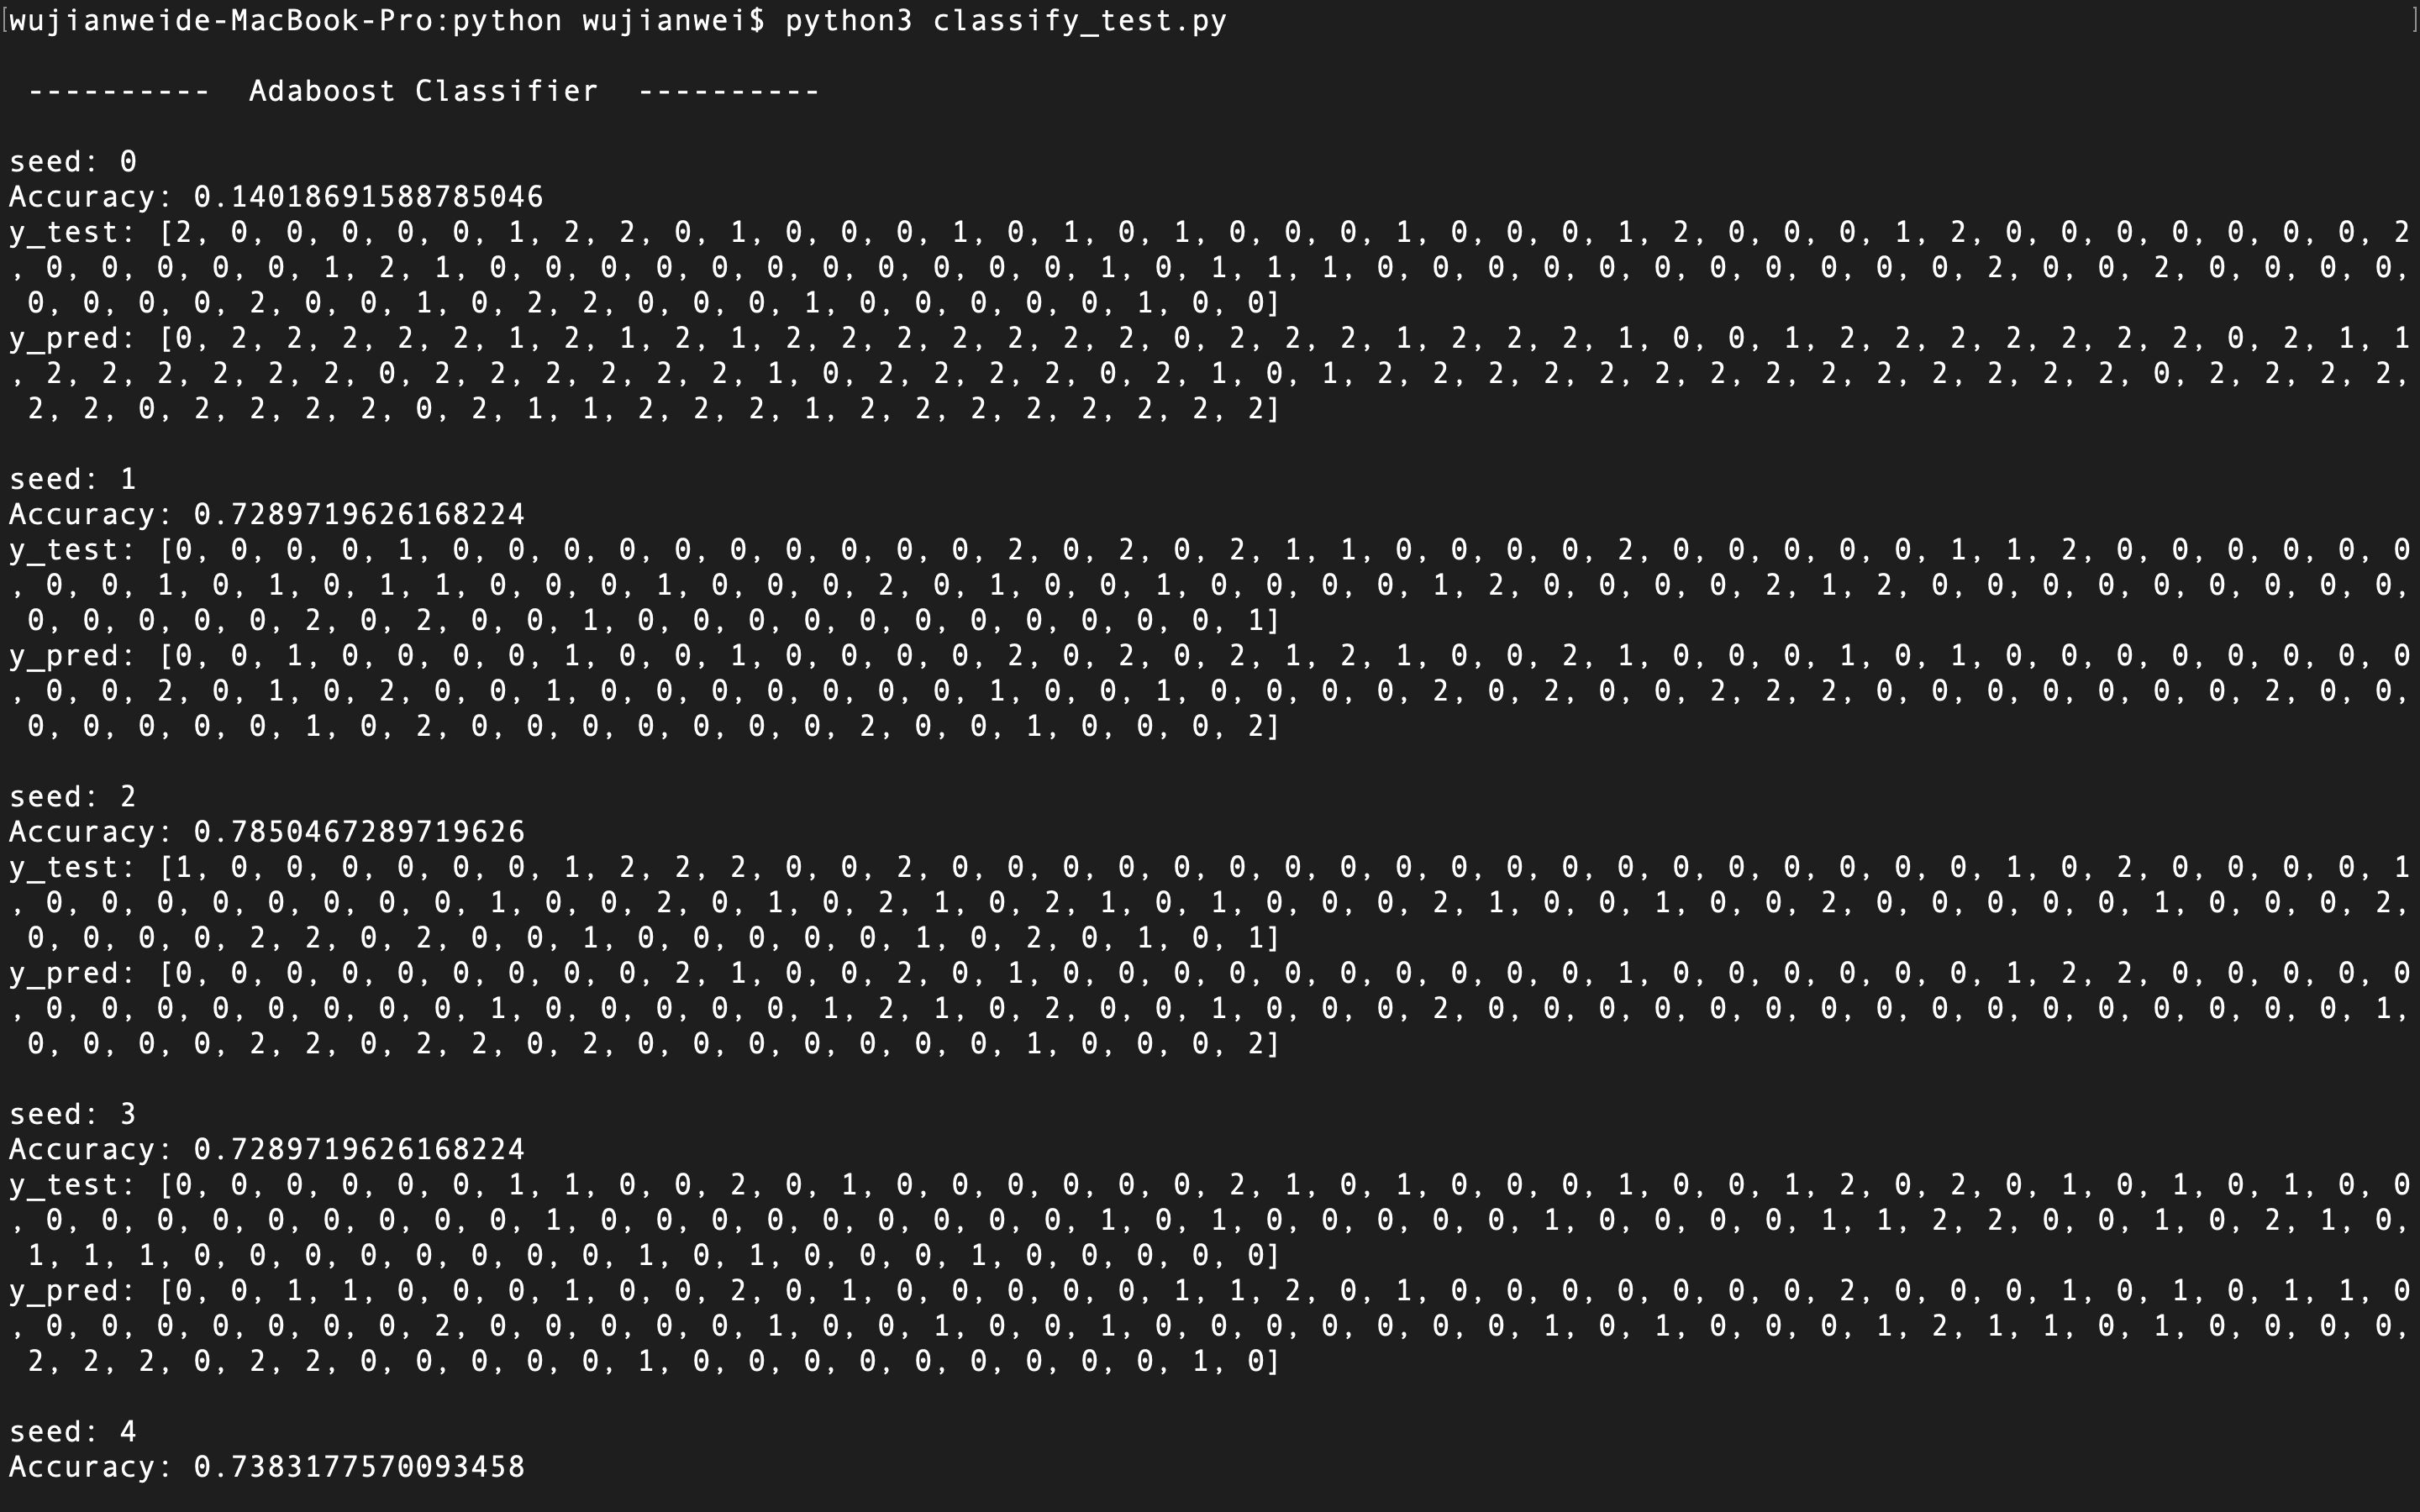 [wujianweide-MacBook-Pro:python wujianwei$ python3 classify_test.py ]
---------- Adaboost Classifier ----------
seed: 0
Accuracy: 0.14018691588785046
y_test: [2, 0, 0, 0, 0, 0, 1, 2, 2, 0, 1, 0, 0, 0, 1, 0, 1, 0, 1, 0, 0, 0, 1, 0, 0, 0, 1, 2, 0, 0, 0, 1, 2, 0, 0, 0, 0, 0, 0, 0, 2
, 0, 0, 0, 0, 0, 1, 2, 1, 0, 0, 0, 0, 0, 0, 0, 0, 0, 0, 0, 1, 0, 1, 1, 1, 0, 0, 0, 0, 0, 0, 0, 0, 0, 0, 0, 2, 0, 0, 2, 0, 0, 0, 0,
0, 0, 0, 0, 2, 0, 0, 1, 0, 2, 2, 0, 0, 0, 1, 0, 0, 0, 0, 0, 1, 0, 0]
y_pred: [0, 2, 2, 2, 2, 2, 1, 2, 1, 2, 1, 2, 2, 2, 2, 2, 2, 2, 0, 2, 2, 2, 1, 2, 2, 2, 1, 0, 0, 1, 2, 2, 2, 2, 2, 2, 2, 0, 2, 1, 1
, 2, 2, 2, 2, 2, 2, 0, 2, 2, 2, 2, 2, 2, 1, 0, 2, 2, 2, 2, 0, 2, 1, 0, 1, 2, 2, 2, 2, 2, 2, 2, 2, 2, 2, 2, 2, 2, 2, 0, 2, 2, 2, 2,
2, 2, 0, 2, 2, 2, 2, 0, 2, 1, 1, 2, 2, 2, 1, 2, 2, 2, 2, 2, 2, 2, 2]
seed: 1
Accuracy: 0.7289719626168224
y_test: [0, 0, 0, 0, 1, 0, 0, 0, 0, 0, 0, 0, 0, 0, 0, 2, 0, 2, 0, 2, 1, 1, 0, 0, 0, 0, 2, 0, 0, 0, 0, 0, 1, 1, 2, 0, 0, 0, 0, 0, 0
, 0, 0, 1, 0, 1, 0, 1, 1, 0, 0, 0, 1, 0, 0, 0, 2, 0, 1, 0, 0, 1, 0, 0, 0, 0, 1, 2, 0, 0, 0, 0, 2, 1, 2, 0, 0, 0, 0, 0, 0, 0, 0, 0,
0, 0, 0, 0, 0, 2, 0, 2, 0, 0, 1, 0, 0, 0, 0, 0, 0, 0, 0, 0, 0, 0, 1]
y_pred: [0, 0, 1, 0, 0, 0, 0, 1, 0, 0, 1, 0, 0, 0, 0, 2, 0, 2, 0, 2, 1, 2, 1, 0, 0, 2, 1, 0, 0, 0, 1, 0, 1, 0, 0, 0, 0, 0, 0, 0, 0
, 0, 0, 2, 0, 1, 0, 2, 0, 0, 1, 0, 0, 0, 0, 0, 0, 0, 1, 0, 0, 1, 0, 0, 0, 0, 2, 0, 2, 0, 0, 2, 2, 2, 0, 0, 0, 0, 0, 0, 0, 2, 0, 0,
0, 0, 0, 0, 0, 1, 0, 2, 0, 0, 0, 0, 0, 0, 0, 2, 0, 0, 1, 0, 0, 0, 2]
seed: 2
Accuracy: 0.7850467289719626
y_test: [1, 0, 0, 0, 0, 0, 0, 1, 2, 2, 2, 0, 0, 2, 0, 0, 0, 0, 0, 0, 0, 0, 0, 0, 0, 0, 0, 0, 0, 0, 0, 0, 0, 1, 0, 2, 0, 0, 0, 0, 1
, 0, 0, 0, 0, 0, 0, 0, 0, 1, 0, 0, 2, 0, 1, 0, 2, 1, 0, 2, 1, 0, 1, 0, 0, 0, 2, 1, 0, 0, 1, 0, 0, 2, 0, 0, 0, 0, 0, 1, 0, 0, 0, 2,
0, 0, 0, 0, 2, 2, 0, 2, 0, 0, 1, 0, 0, 0, 0, 0, 1, 0, 2, 0, 1, 0, 1]
y_pred: [0, 0, 0, 0, 0, 0, 0, 0, 0, 2, 1, 0, 0, 2, 0, 1, 0, 0, 0, 0, 0, 0, 0, 0, 0, 0, 1, 0, 0, 0, 0, 0, 0, 1, 2, 2, 0, 0, 0, 0, 0
, 0, 0, 0, 0, 0, 0, 0, 0, 1, 0, 0, 0, 0, 0, 1, 2, 1, 0, 2, 0, 0, 1, 0, 0, 0, 2, 0, 0, 0, 0, 0, 0, 0, 0, 0, 0, 0, 0, 0, 0, 0, 0, 1,
0, 0, 0, 0, 2, 2, 0, 2, 2, 0, 2, 0, 0, 0, 0, 0, 0, 0, 1, 0, 0, 0, 2]
seed: 3
Accuracy: 0.7289719626168224
y_test: [0, 0, 0, 0, 0, 0, 1, 1, 0, 0, 2, 0, 1, 0, 0, 0, 0, 0, 0, 2, 1, 0, 1, 0, 0, 0, 1, 0, 0, 1, 2, 0, 2, 0, 1, 0, 1, 0, 1, 0, 0
, 0, 0, 0, 0, 0, 0, 0, 0, 0, 1, 0, 0, 0, 0, 0, 0, 0, 0, 0, 1, 0, 1, 0, 0, 0, 0, 0, 1, 0, 0, 0, 0, 1, 1, 2, 2, 0, 0, 1, 0, 2, 1, 0,
1, 1, 1, 0, 0, 0, 0, 0, 0, 0, 0, 1, 0, 1, 0, 0, 0, 1, 0, 0, 0, 0, 0]
y_pred: [0, 0, 1, 1, 0, 0, 0, 1, 0, 0, 2, 0, 1, 0, 0, 0, 0, 0, 1, 1, 2, 0, 1, 0, 0, 0, 0, 0, 0, 0, 2, 0, 0, 0, 1, 0, 1, 0, 1, 1, 0
, 0, 0, 0, 0, 0, 0, 0, 2, 0, 0, 0, 0, 0, 1, 0, 0, 1, 0, 0, 1, 0, 0, 0, 0, 0, 0, 0, 1, 0, 1, 0, 0, 0, 1, 2, 1, 1, 0, 1, 0, 0, 0, 0,
2, 2, 2, 0, 2, 2, 0, 0, 0, 0, 0, 1, 0, 0, 0, 0, 0, 0, 0, 0, 0, 1, 0]
seed: 4
Accuracy: 0.7383177570093458